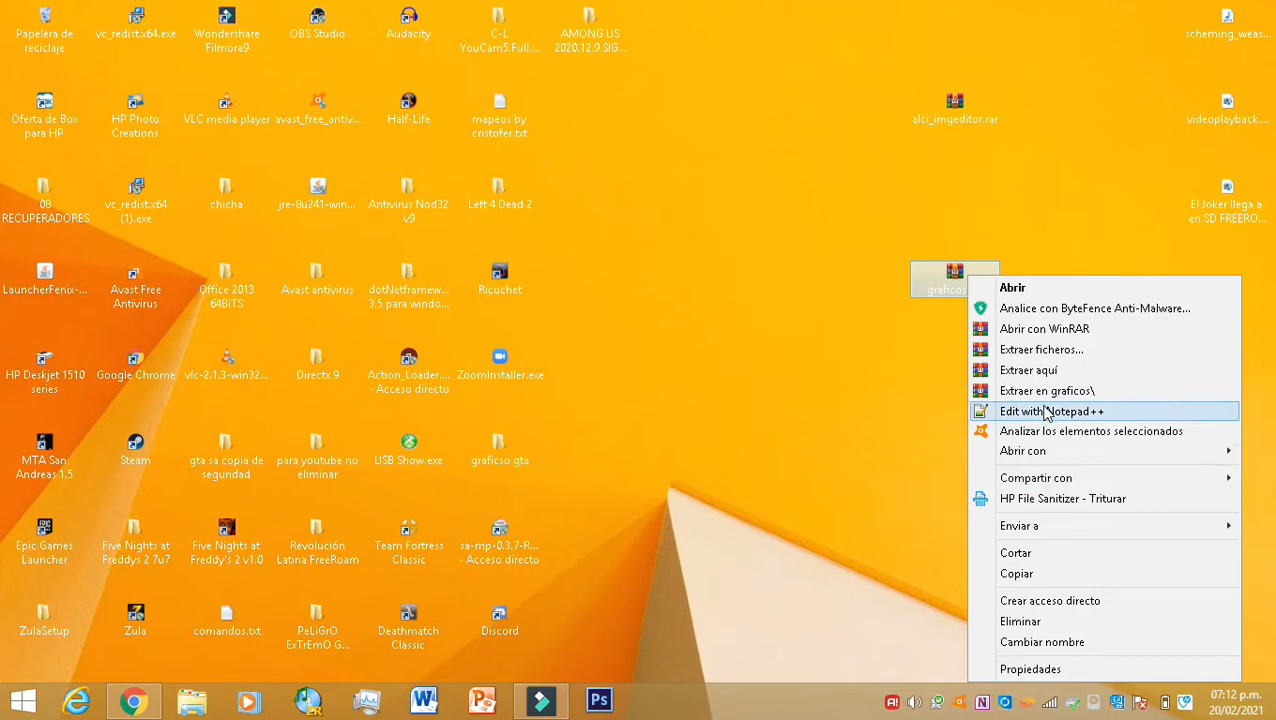 Papelera de
reciclaje
vc_redist.x64.exe
Wondershare
Filmora9
OBS Studio
Audacity
C-L
YouCam5.Full....
AMONG US
2020.12.9 SIG...
scheming_weas...
Oferta de Box
para HP
HP Photo
Creations
VLC media player
avast_free_antiv...
Half-Life
mapeos by
cristofer.txt
alci_imgeditor.rar
videoplayback....
08
RECUPERADORES
vc_redist.x64
(1).exe
chicha
jre-8u241-win...
Antivirus Nod32
v9
Left 4 Dead 2
El Joker llega a
en SD FREERO...
LauncherFenix-...
Avast Free
Antivirus
Office 2013
64BITS
Avast antivirus
dotNetframew...
3.5 para windo...
Ricochet
graficos
HP Deskjet 1510
series
Google Chrome
vlc-2.1.3-win32...
Directx 9
Action_Loader....
- Acceso directo
ZoomInstaller.exe
MTA San
Andreas 1,5
Steam
gta sa copia de
seguridad
para youtube no
eliminar
USB Show.exe
graficso gta
Epic Games
Launcher
Five Nights at
Freddys 2 7u7
Five Nights at
Freddy's 2 v1.0
Revolución
Latina FreeRoam
Team Fortress
Classic
sa-mp-0.3.7-R...
- Acceso directo
ZulaSetup
Zula
comandos.txt
PeLiGrO
ExTrEmO G...
Deathmatch
Classic
Discord
Abrir
Analice con ByteFence Anti-Malware...
Abrir con WinRAR
Extraer ficheros...
Extraer aquí
Extraer en graficos\
Edit with Notepad++
Analizar los elementos seleccionados
Abrir con
Compartir con
HP File Sanitizer - Triturar
Enviar a
Cortar
Copiar
Crear acceso directo
Eliminar
Cambiar nombre
Propiedades
07:12 p.m.
20/02/2021